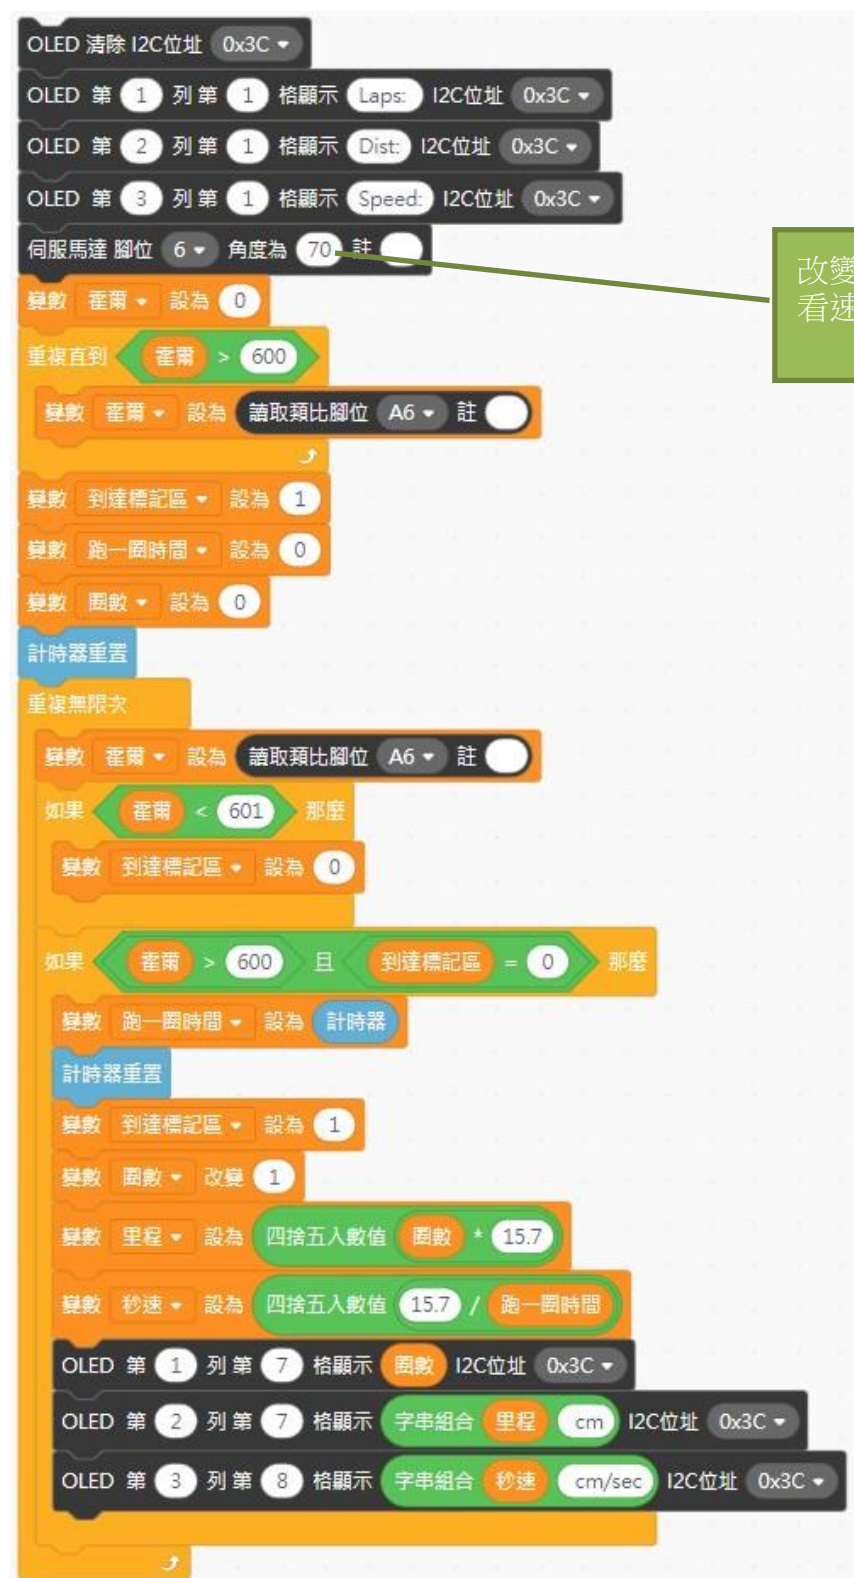 OLED 清除 I2C位址 0x3C
OLED 第 1 列 第 1 格顯示 Laps: I2C位址 0x3C
OLED 第 2 列 第 1 格顯示 Dist: I2C位址 0x3C
OLED 第 3 列 第 1 格顯示 Speed: I2C位址 0x3C
伺服馬達 腳位 6 角度為 70 註
改變
看速
變數 霍爾 設為 0
重複直到 霍爾 > 600
變數 霍爾 設為 讀取類比腳位 A6 註
變數 到達標記區 設為 1
變數 跑一圈時間 設為 0
變數 圈數 設為 0
計時器重置
重複無限次
變數 霍爾 設為 讀取類比腳位 A6 註
如果 霍爾 < 601 那麼
變數 到達標記區 設為 0
如果 霍爾 > 600 且 到達標記區 = 0 那麼
變數 跑一圈時間 設為 計時器
計時器重置
變數 到達標記區 設為 1
變數 圈數 改變 1
變數 里程 設為 四捨五入數值 圈數 * 15.7
變數 秒速 設為 四捨五入數值 15.7 / 跑一圈時間
OLED 第 1 列 第 7 格顯示 圈數 I2C位址 0x3C
OLED 第 2 列 第 7 格顯示 字串組合 里程 cm I2C位址 0x3C
OLED 第 3 列 第 8 格顯示 字串組合 秒速 cm/sec I2C位址 0x3C